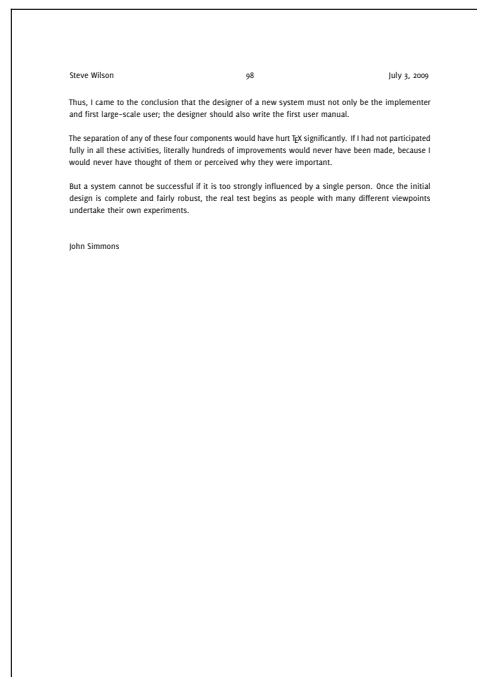 Steve Wilson 98 July 3, 2009
Thus, I came to the conclusion that the designer of a new system must not only be the implementer
and first large-scale user; the designer should also write the first user manual.
The separation of any of these four components would have hurt TEX significantly. If I had not participated
fully in all these activities, literally hundreds of improvements would never have been made, because I
would never have thought of them or perceived why they were important.
But a system cannot be successful if it is too strongly influenced by a single person. Once the initial
design is complete and fairly robust, the real test begins as people with many different viewpoints
undertake their own experiments.
John Simmons